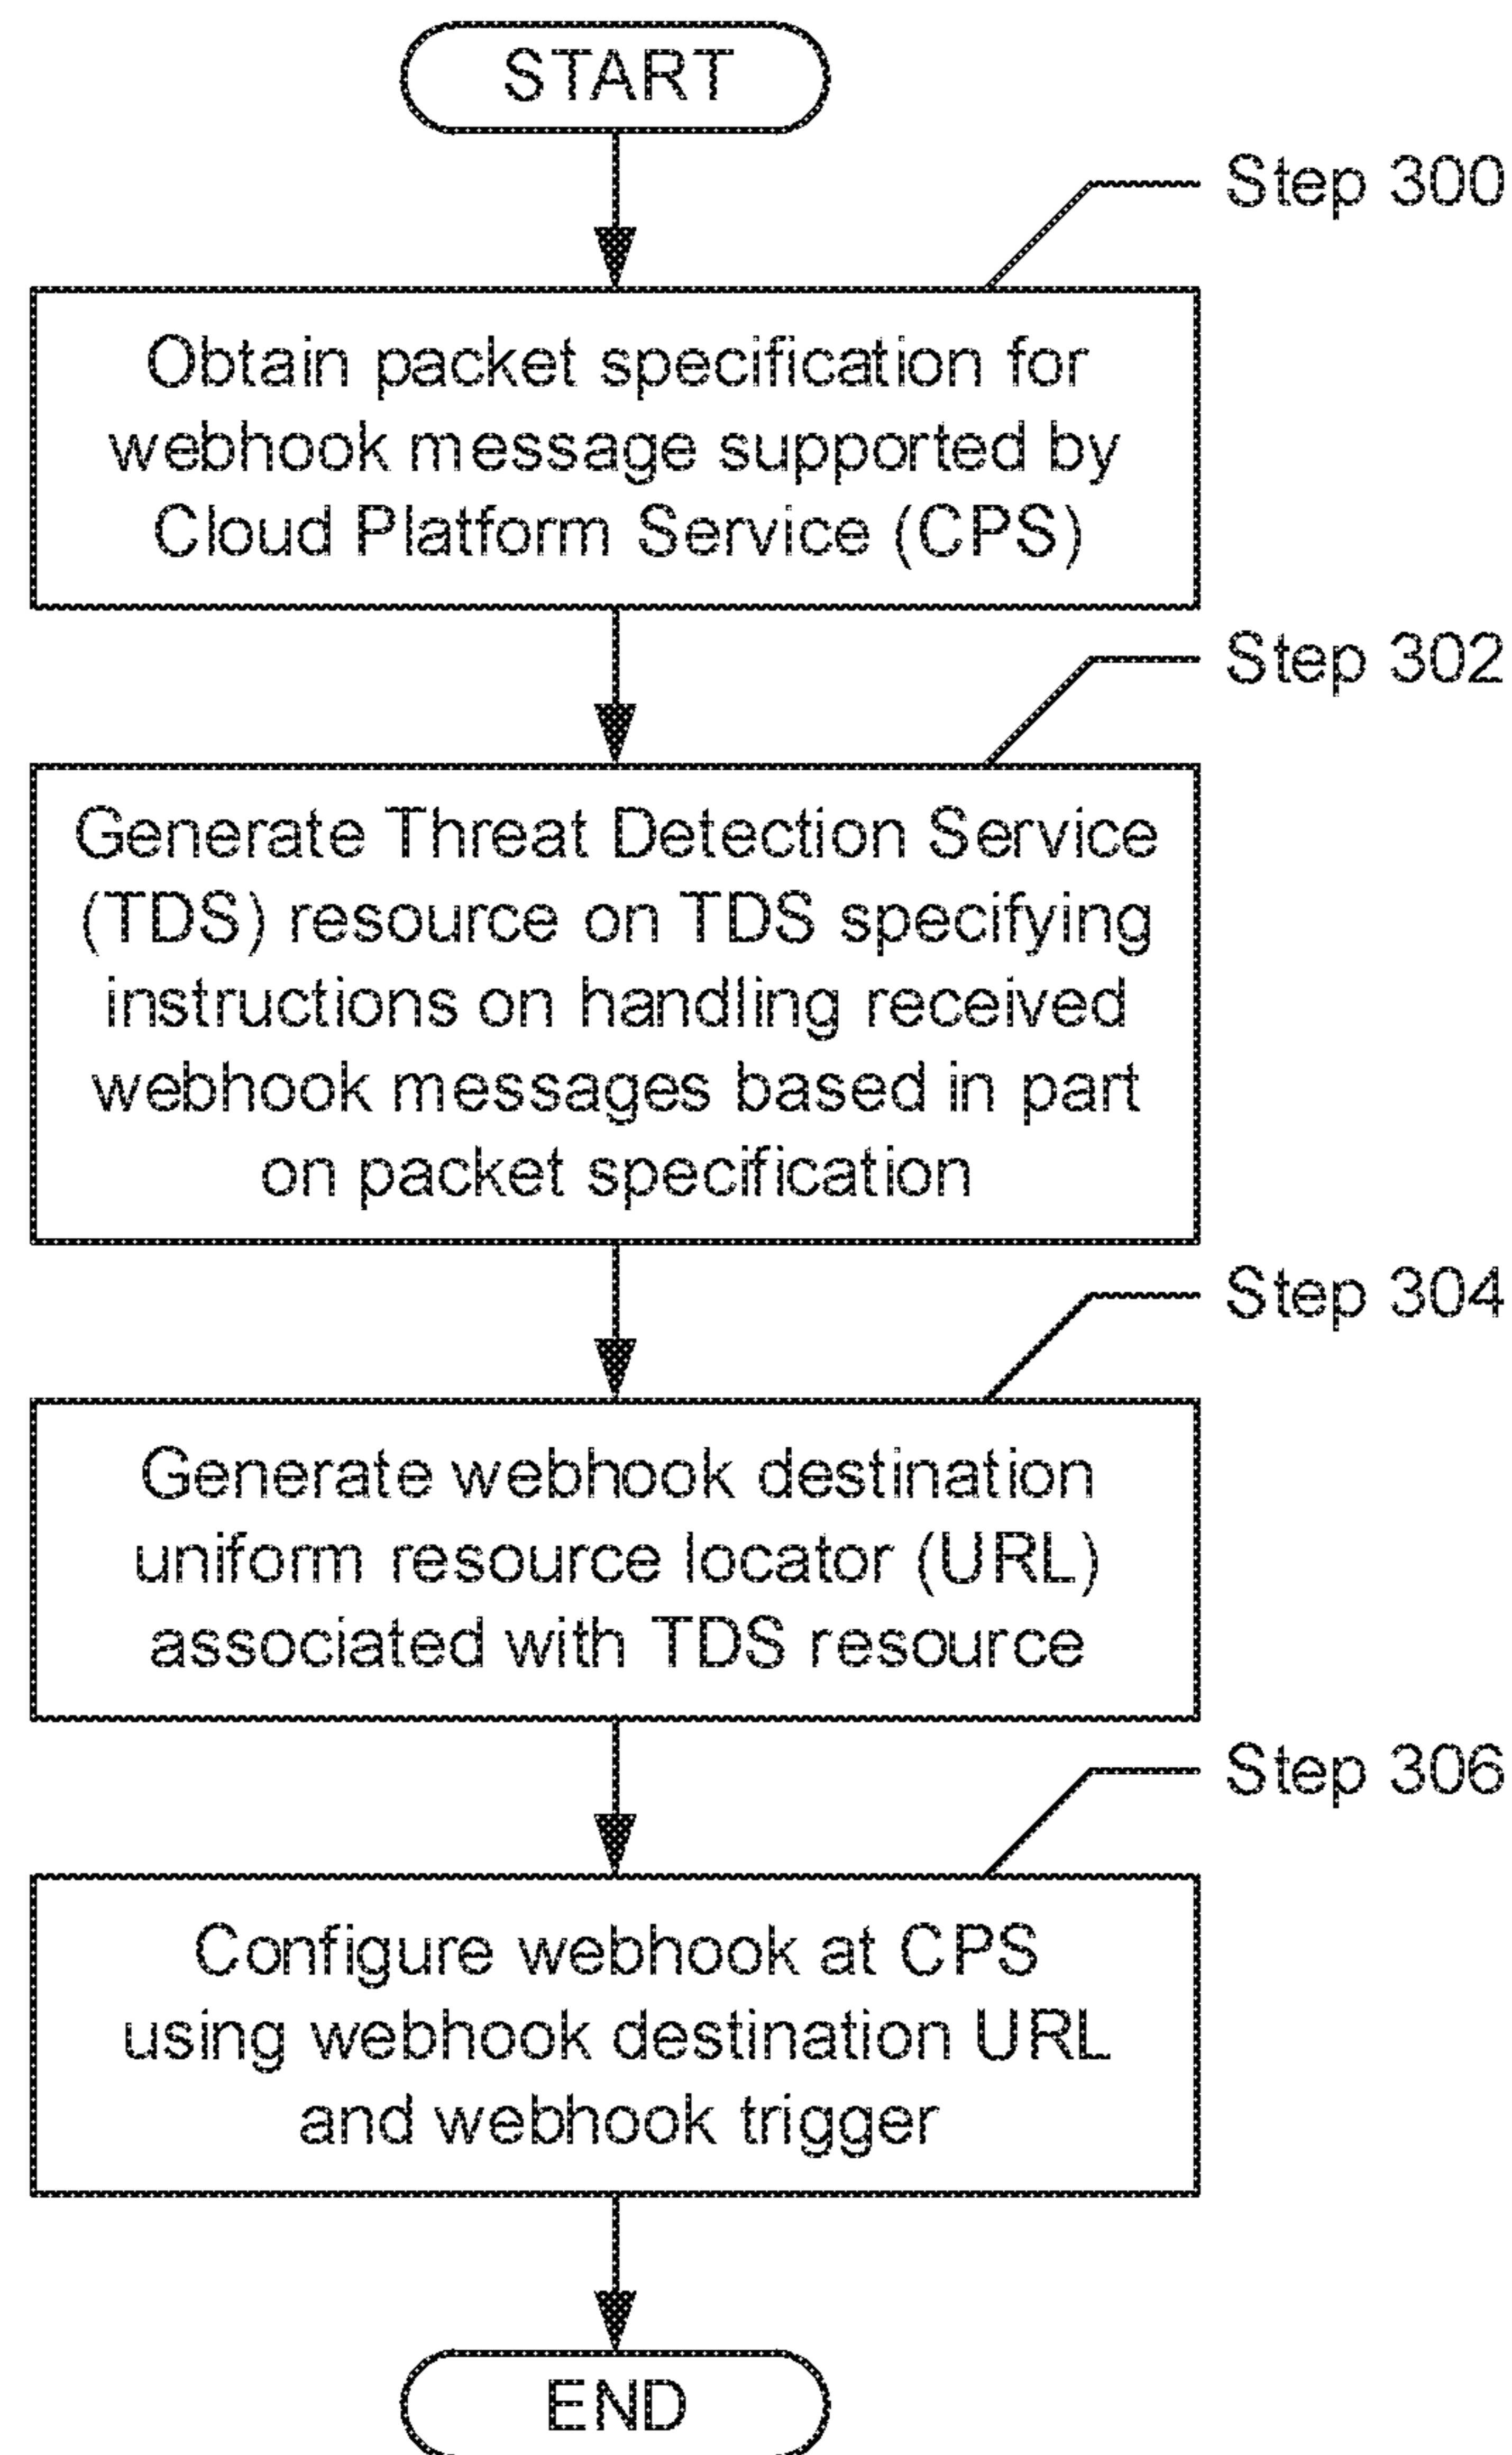 START
Step 300
Obtain packet specification for
webhook message supported by
Cloud Platform Service (CPS)
Step 302
Generate Threat Detection Service
(TDS) resource on TDS specifying
instructions on handling received
webhook messages based in part
on packet specification
Step 304
Generate webhook destination
uniform resource locator (URL)
associated with TDS resource
Step 306
Configure webhook at CPS
using webhook destination URL
and webhook trigger
END